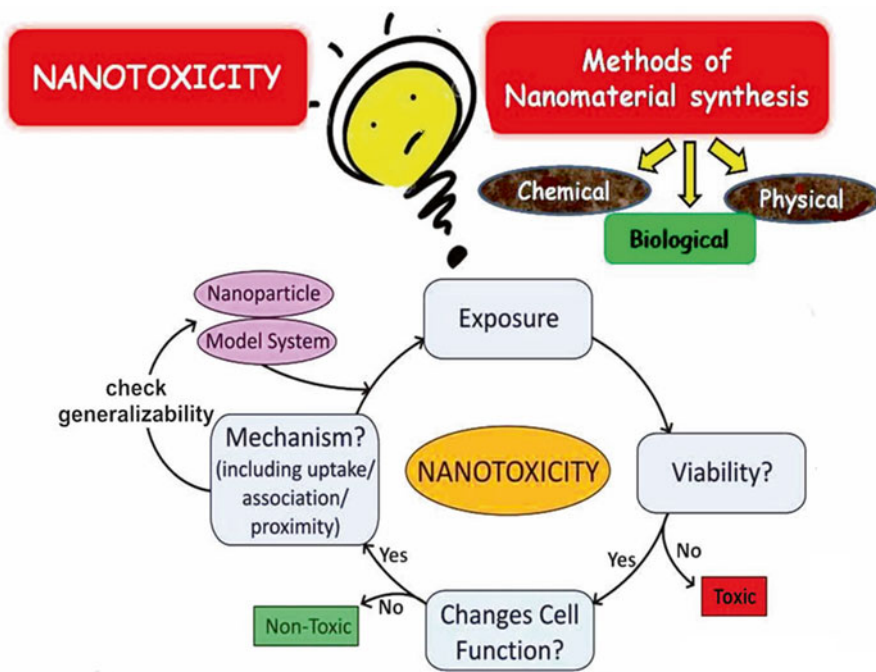 NANOTOXICITY
Methods of
Nanomaterial synthesis
Chemical
Physical
Biological
Nanoparticle
Model System
Exposure
check
generalizability
Mechanism?
(including uptake/
association/
proximity)
NANOTOXICITY
Viability?
Yes
No
Yes
No
Toxic
Non-Toxic
Changes Cell
Function?